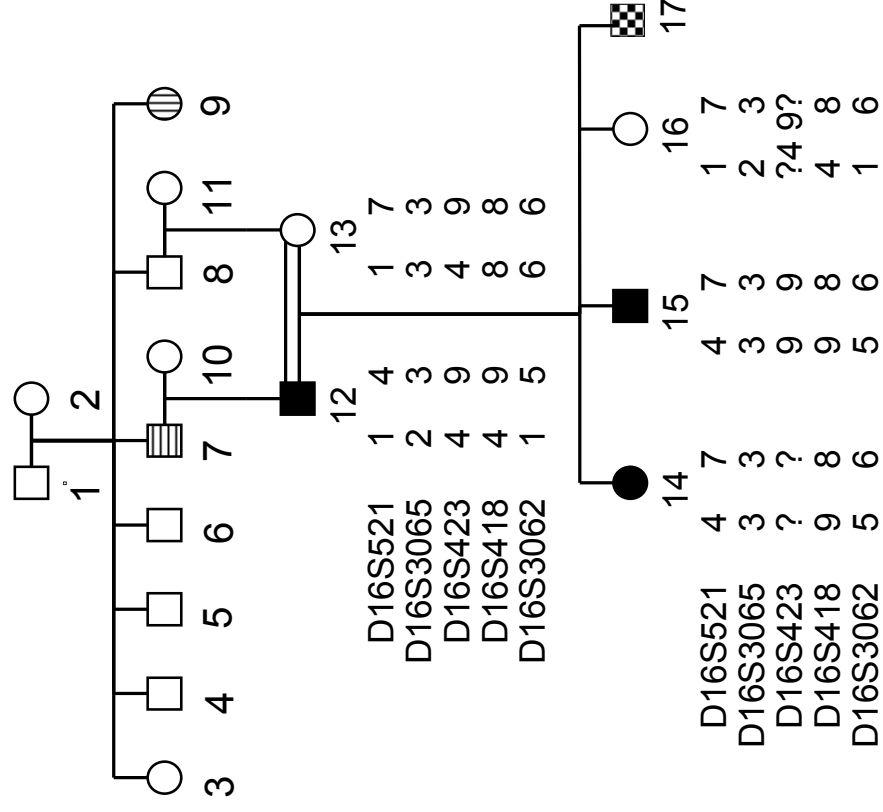 1 2
3 4 5 6 7 10 8 11 9
12 13
D16S521 1 4 1 7
D16S3065 2 3 3 3
D16S423 4 9 4 9
D16S418 4 9 8 8
D16S3062 1 5 6 6
14 15 16 17
D16S521 4 7 4 7 1 7
D16S3065 3 3 3 3 2 3
D16S423 ? ? 9 9 ?4 9?
D16S418 9 8 9 8 4 8
D16S3062 5 6 5 6 1 6